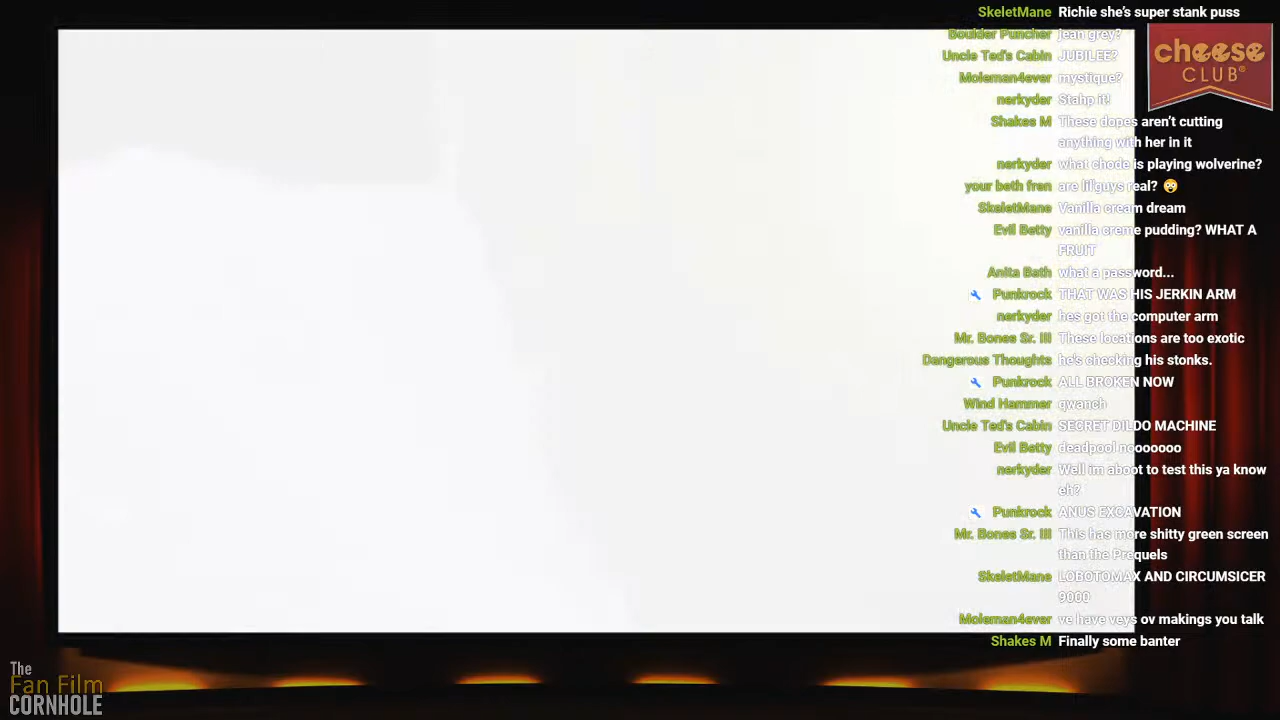 SkeletMane Richie she's super stank puss
Boulder Puncher jean grey?
Uncle Ted's Cabin JUBILEE?
Moleman4ever mystique?
nerkyder Stahp it!
Shakes M These dopes aren't cutting
anything with her in it
nerkyder what chode is playing wolverine?
your beth fren are lil'guys real? 😳
SkeletMane Vanilla cream dream
Evil Betty vanilla creme pudding? WHAT A
FRUIT
Anita Bath what a password...
Punkrock THAT WAS HIS JERKIN ARM
nerkyder hes got the computer arm
Mr. Bones Sr. III These locations are too exotic
Dangerous Thoughts he's checking his stonks.
Punkrock ALL BROKEN NOW
Wind Hammer qwanch
Uncle Ted's Cabin SECRET DILDO MACHINE
Evil Betty deadpool nooooooo
nerkyder Well im aboot to test this ya know
eh?
Punkrock ANUS EXCAVATION
Mr. Bones Sr. III This has more shitty green screen
than the Prequels
SkeletMane LOBOTOMAX AND CIRCUMSICER
9000
Moleman4ever ve have veys ov makings you talk
Shakes M Finally some banter
cheese
CLUB®
The
Fan Film
CORNHOLE